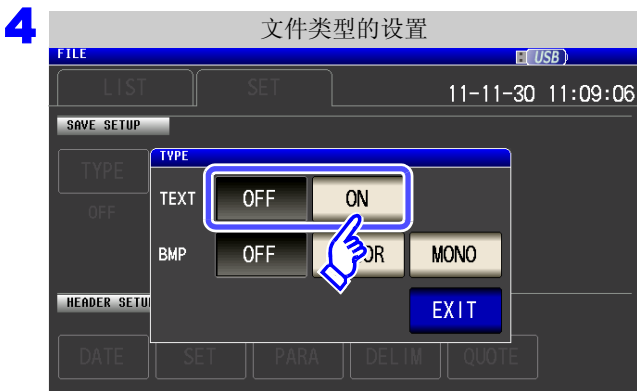 4
文件类型的设置
FILE
USB
LIST SET
11-11-30 11:09:06
SAVE SETUP
TYPE
OFF
TYPE
TEXT OFF ON
BMP OFF MONO
EXIT
HEADER
DATE SET PARA DELIM QUOTE